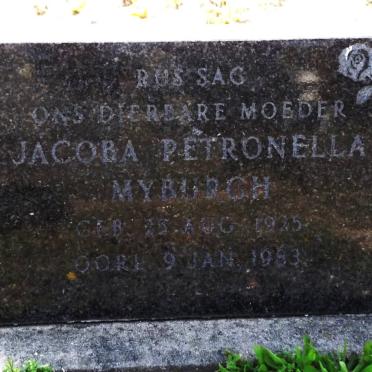 RUS SAG
ONS DIERBARE MOEDER
JACOBA PETRONELLA
MYBURGH
GEB. 25 AUG. 1925
OORL. 9 JAN. 1983